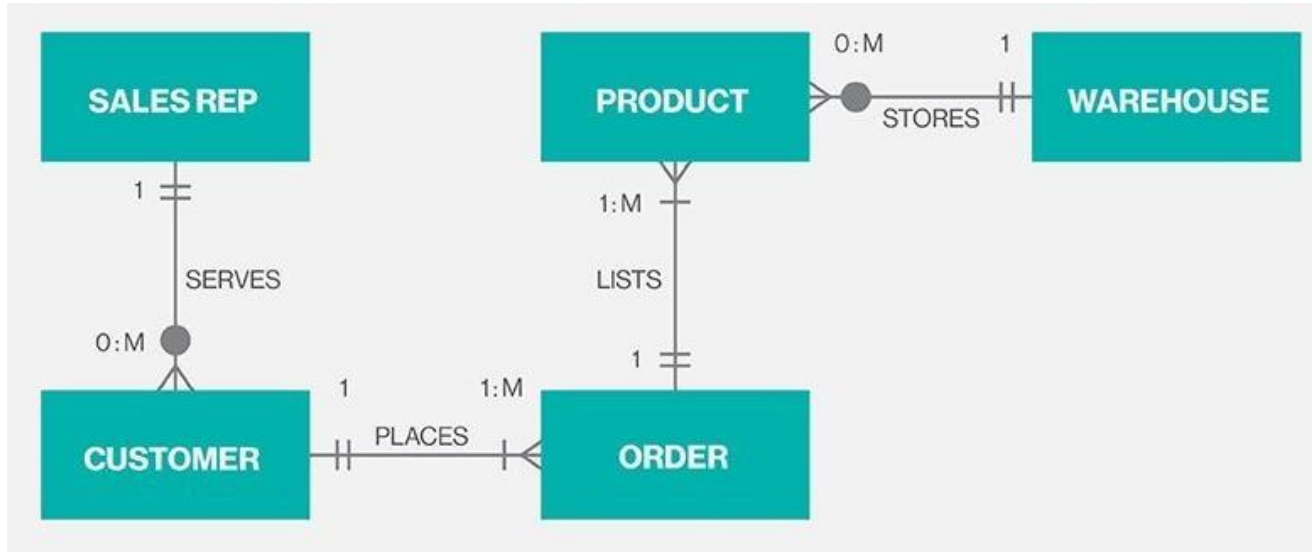 SALES REP
PRODUCT
0:M
1
STORES
WAREHOUSE
1
SERVES
0:M
1:M
LISTS
1
CUSTOMER
1
PLACES
1:M
ORDER